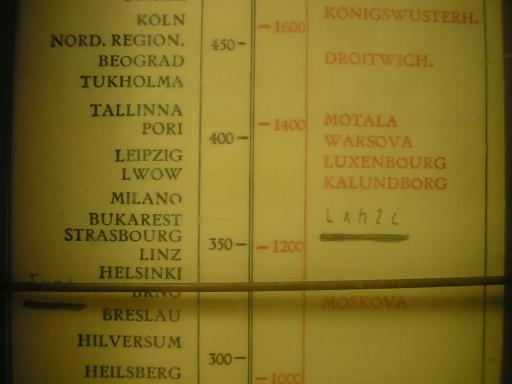 KÖLN
NORD. REGION.
BEOGRAD
TUKHOLMA
TALLINNA
PORI
LEIPZIG
LWOW
MILANO
BUKAREST
STRASBOURG
LINZ
HELSINKI
BRNO
BRESLAU
HILVERSUM
HEILSBERG
450
400
350
300
1600
1400
1200
1000
KÖNIGSWUSTERH.
DROITWICH.
MOTALA
WARSOVA
LUXENBOURG
KALUNDBORG
Lahti
MOSKOVA